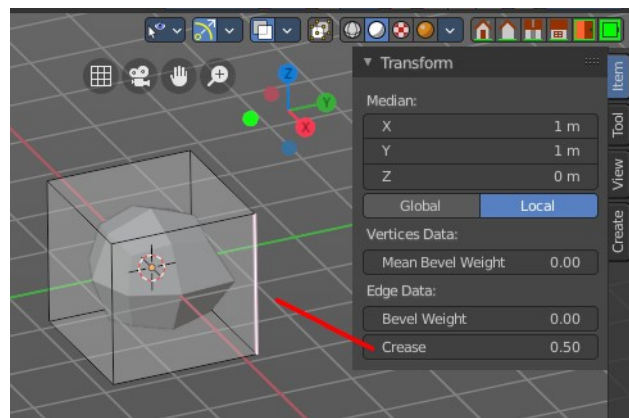 Transform
Median:
X 1 m
Y 1 m
Z 0 m
Global Local
Vertices Data:
Mean Bevel Weight 0.00
Edge Data:
Bevel Weight 0.00
Crease 0.50
Item
Tool
View
Create
Z
Y
X